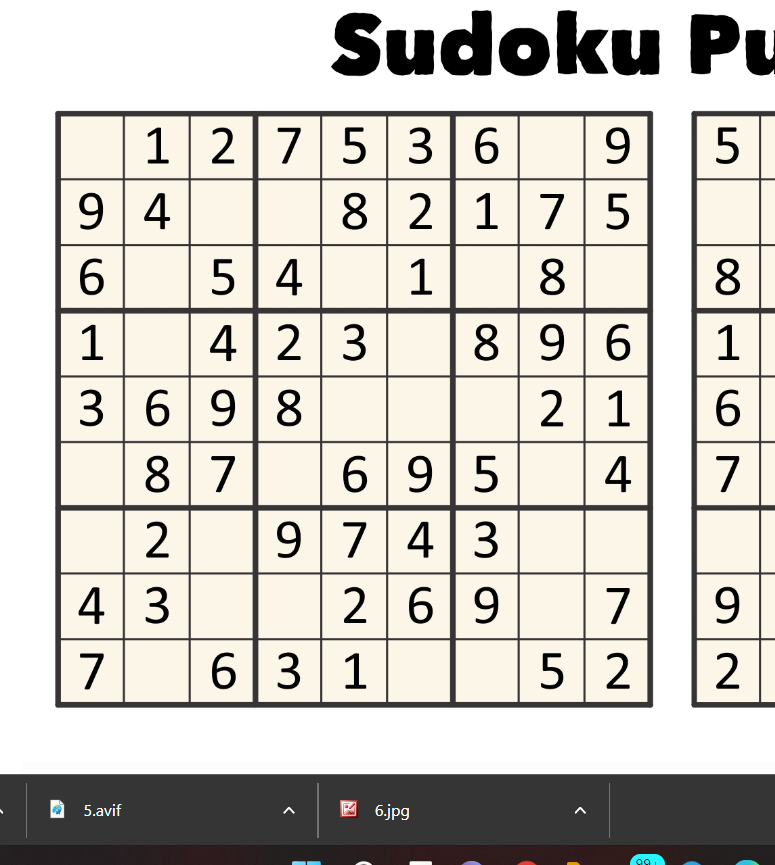 Sudoku Pu
1 2 7 5 3 6 9 5
9 4 8 2 1 7 5
6 5 4 1 8 8
1 4 2 3 8 9 6 1
3 6 9 8 2 1 6
8 7 6 9 5 4 7
2 9 7 4 3
4 3 2 6 9 7 9
7 6 3 1 5 2 2
5.avif 6.jpg
99+